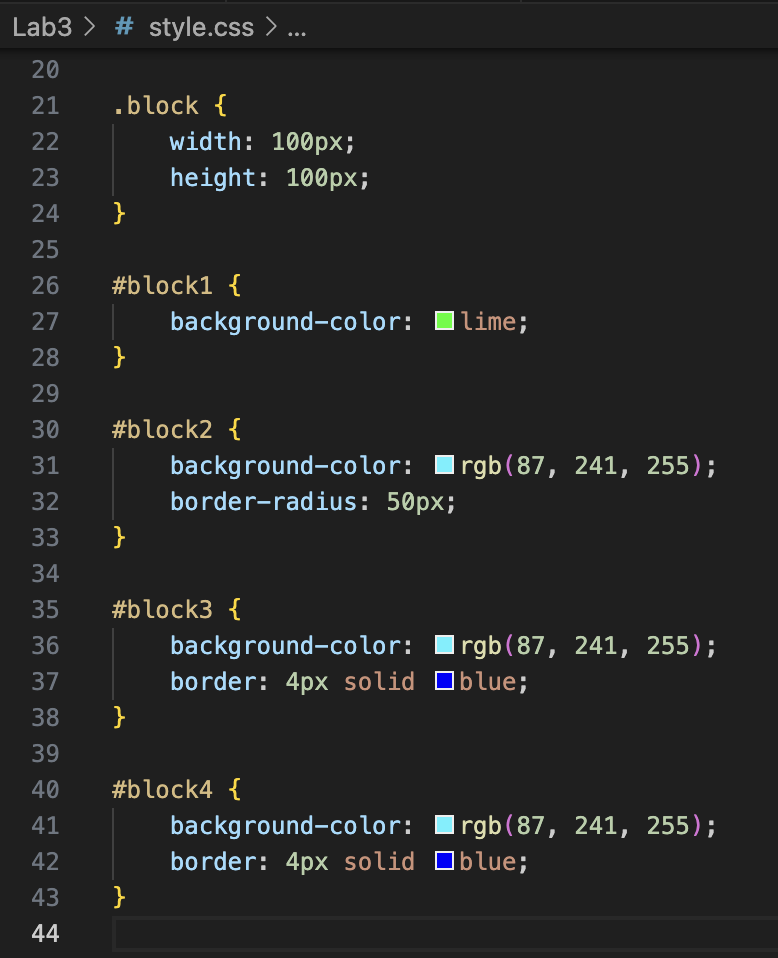 Lab3 > # style.css > ...
20
21 .block {
22     width: 100px;
23     height: 100px;
24 }
25
26 #block1 {
27     background-color: lime;
28 }
29
30 #block2 {
31     background-color: rgb(87, 241, 255);
32     border-radius: 50px;
33 }
34
35 #block3 {
36     background-color: rgb(87, 241, 255);
37     border: 4px solid blue;
38 }
39
40 #block4 {
41     background-color: rgb(87, 241, 255);
42     border: 4px solid blue;
43 }
44